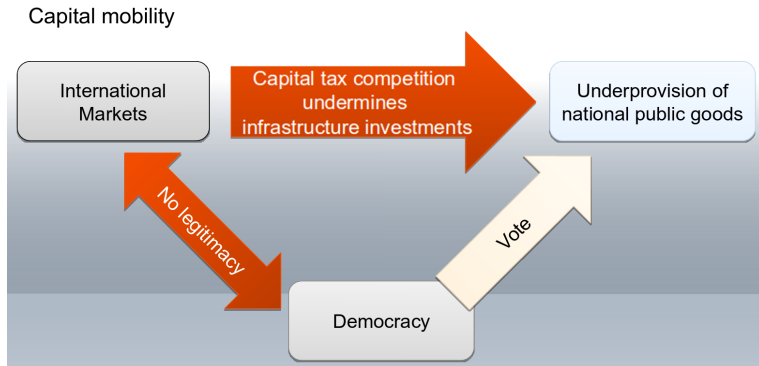 Capital mobility
International
Markets
Capital tax competition
undermines
infrastructure investments
Underprovision of
national public goods
No legitimacy
Vote
Democracy